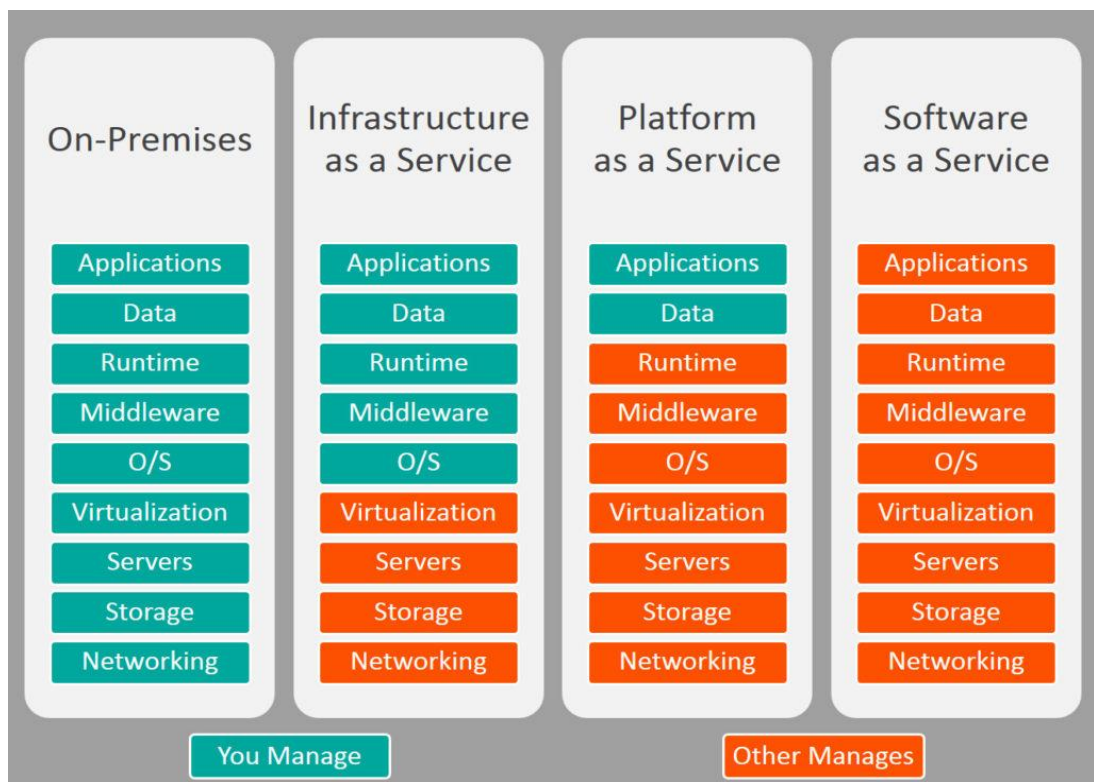 On-Premises
Applications
Data
Runtime
Middleware
O/S
Virtualization
Servers
Storage
Networking
Infrastructure
as a Service
Applications
Data
Runtime
Middleware
O/S
Virtualization
Servers
Storage
Networking
Platform
as a Service
Applications
Data
Runtime
Middleware
O/S
Virtualization
Servers
Storage
Networking
Software
as a Service
Applications
Data
Runtime
Middleware
O/S
Virtualization
Servers
Storage
Networking
You Manage
Other Manages